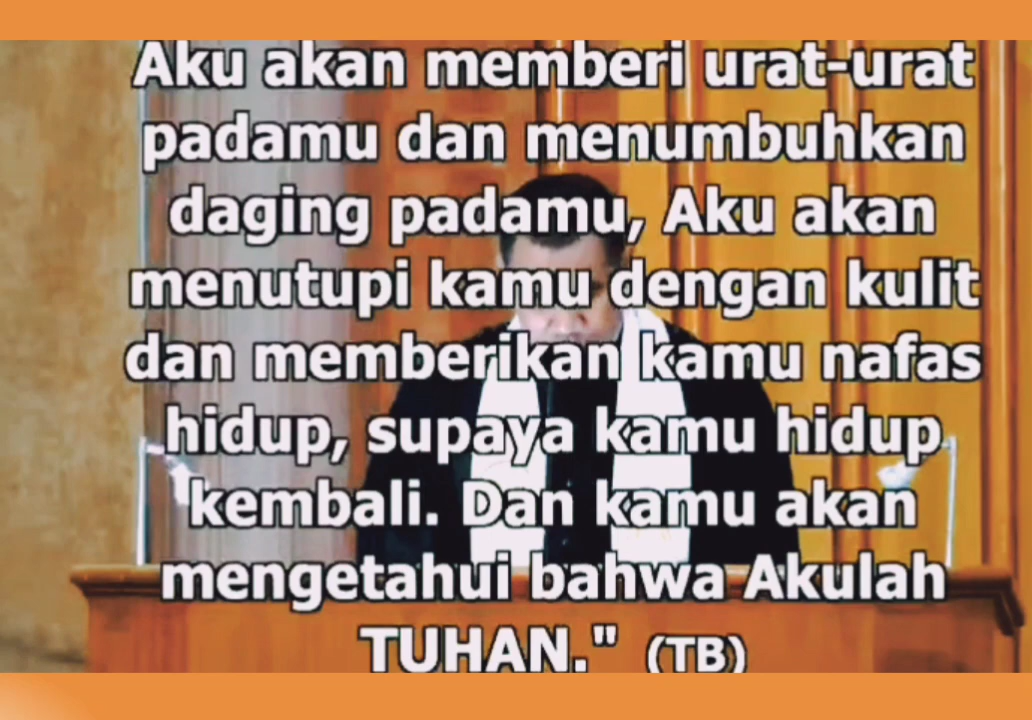 Aku akan memberi urat-urat
padamu dan menumbuhkan
daging padamu, Aku akan
menutupi kamu dengan kulit
dan memberikan kamu nafas
hidup, supaya kamu hidup
kembali. Dan kamu akan
mengetahui bahwa Akulah
TUHAN." (TB)